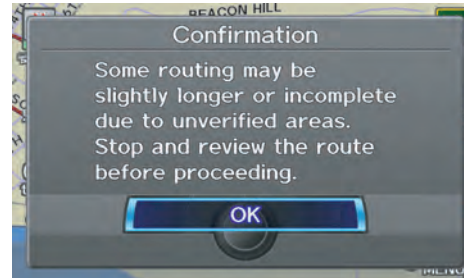 BEACON HILL
Confirmation
Some routing may be
slightly longer or incomplete
due to unverified areas.
Stop and review the route
before proceeding.
OK
MENU